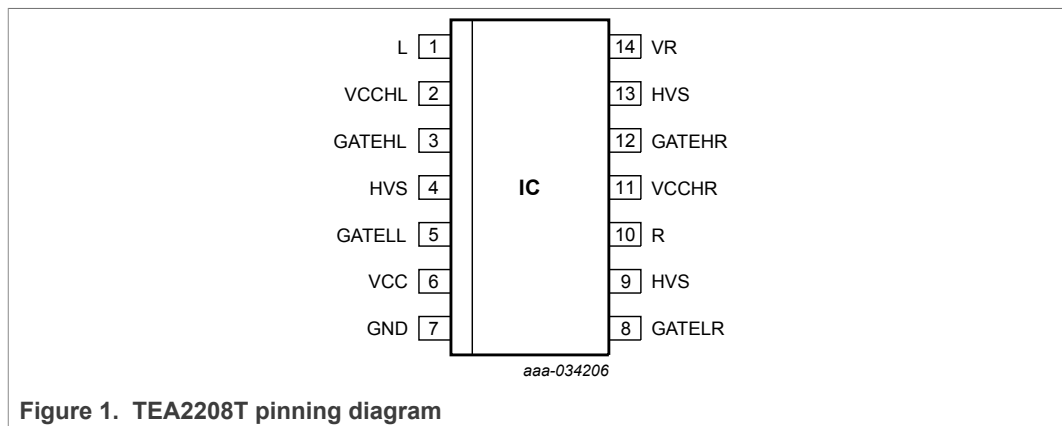 L 1 14 VR
VCCHL 2 13 HVS
GATEHL 3 12 GATEHR
HVS 4 IC 11 VCCHR
GATELL 5 10 R
VCC 6 9 HVS
GND 7 8 GATELR
aaa-034206
Figure 1. TEA2208T pinning diagram